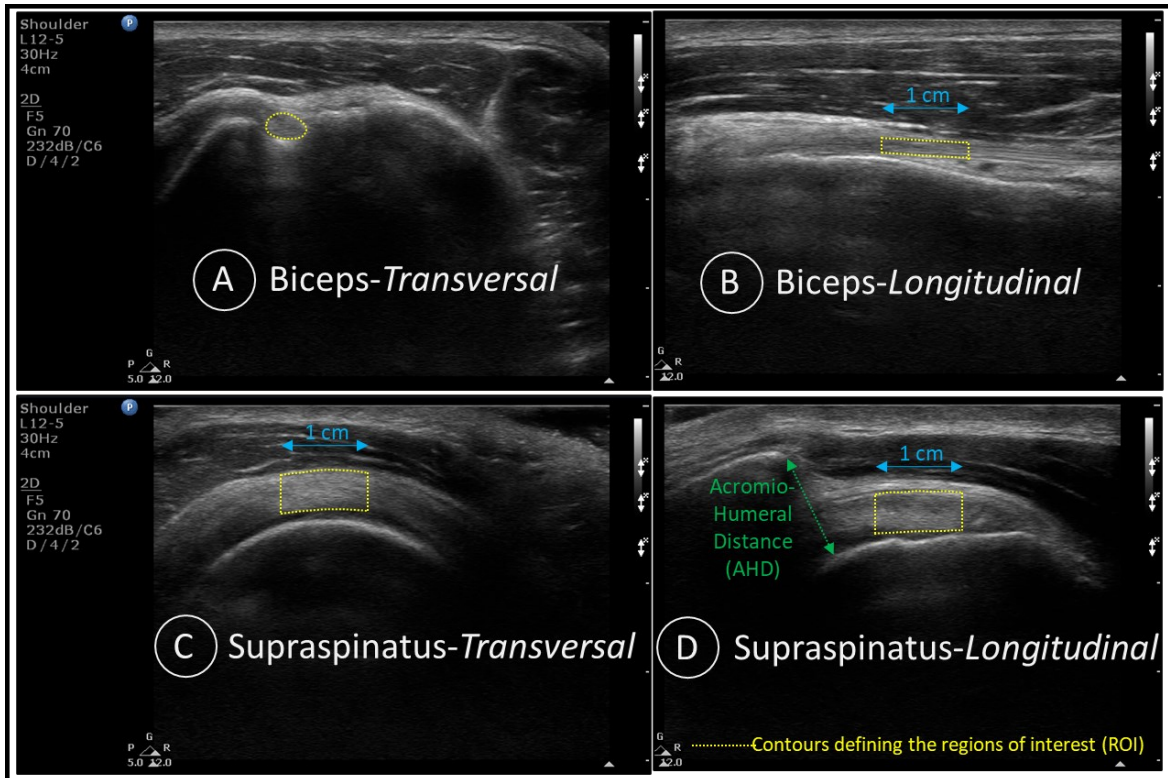 Shoulder
L12-5
30Hz
4cm
2D
F5
Gn 70
232dB/C6
D/4/2
P
G
P R
5.0 12.0
A Biceps-Transversal
1 cm
B Biceps-Longitudinal
G
R
12.0
Shoulder
L12-5
30Hz
4cm
2D
F5
Gn 70
232dB/C6
D/4/2
P
1 cm
G
P R
5.0 12.0
C Supraspinatus-Transversal
1 cm
Acromio-
Humeral
Distance
(AHD)
D Supraspinatus-Longitudinal
G
R
12.0
Contours defining the regions of interest (ROI)